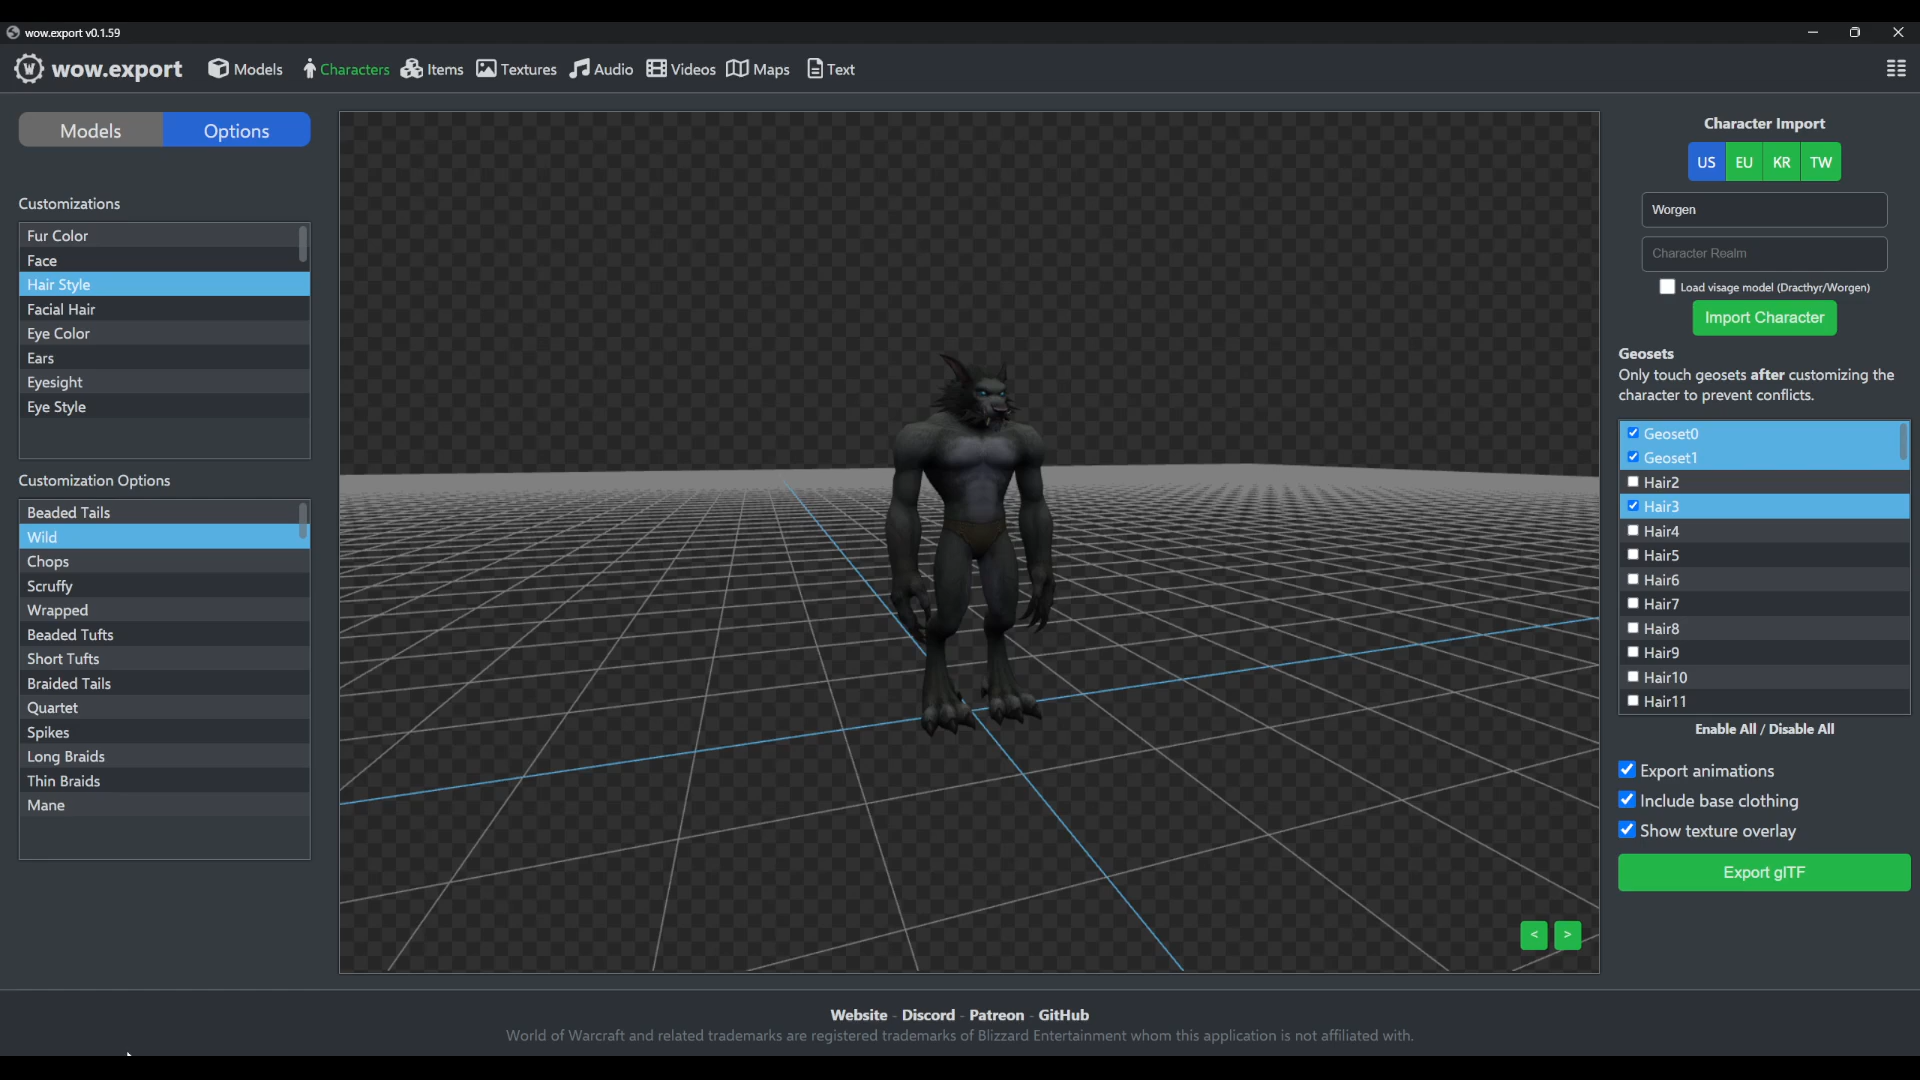 wow.export v0.1.59
wow.export Models Characters Items Textures Audio Videos Maps Text
Models Options
Customizations
Fur Color
Face
Hair Style
Facial Hair
Eye Color
Ears
Eyesight
Eye Style
Customization Options
Beaded Tails
Wild
Chops
Scruffy
Wrapped
Beaded Tufts
Short Tufts
Braided Tails
Quartet
Spikes
Long Braids
Thin Braids
Mane
< >
Character Import
US EU KR TW
Worgen
Character Realm
Load visage model (Dracthyr/Worgen)
Import Character
Geosets
Only touch geosets after customizing the
character to prevent conflicts.
Geoset0
Geoset1
Hair2
Hair3
Hair4
Hair5
Hair6
Hair7
Hair8
Hair9
Hair10
Hair11
Enable All / Disable All
Export animations
Include base clothing
Show texture overlay
Export glTF
Website - Discord - Patreon - GitHub
World of Warcraft and related trademarks are registered trademarks of Blizzard Entertainment whom this application is not affiliated with.